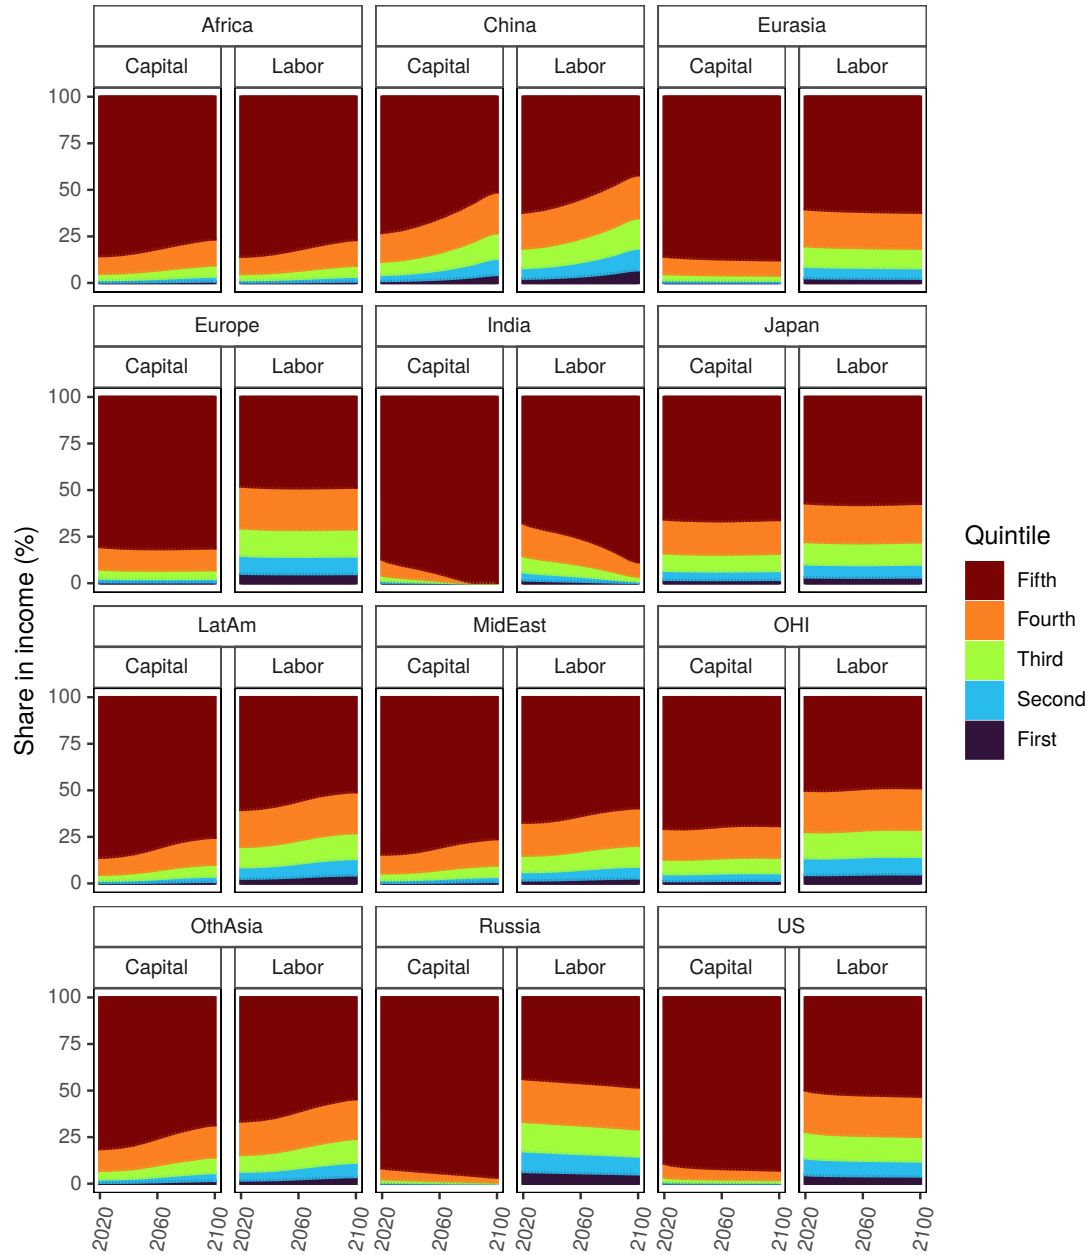 Africa China Eurasia
Capital Labor Capital Labor Capital Labor
100
75
50
25
0
Europe India Japan
Capital Labor Capital Labor Capital Labor
100
75
50
25
0
LatAm MidEast OHI
Capital Labor Capital Labor Capital Labor
100
75
50
25
0
OthAsia Russia US
Capital Labor Capital Labor Capital Labor
100
75
50
25
0
2020 2060 2100 2020 2060 2100 2020 2060 2100 2020 2060 2100 2020 2060 2100 2020 2060 2100
Share in income (%)
Quintile
Fifth
Fourth
Third
Second
First